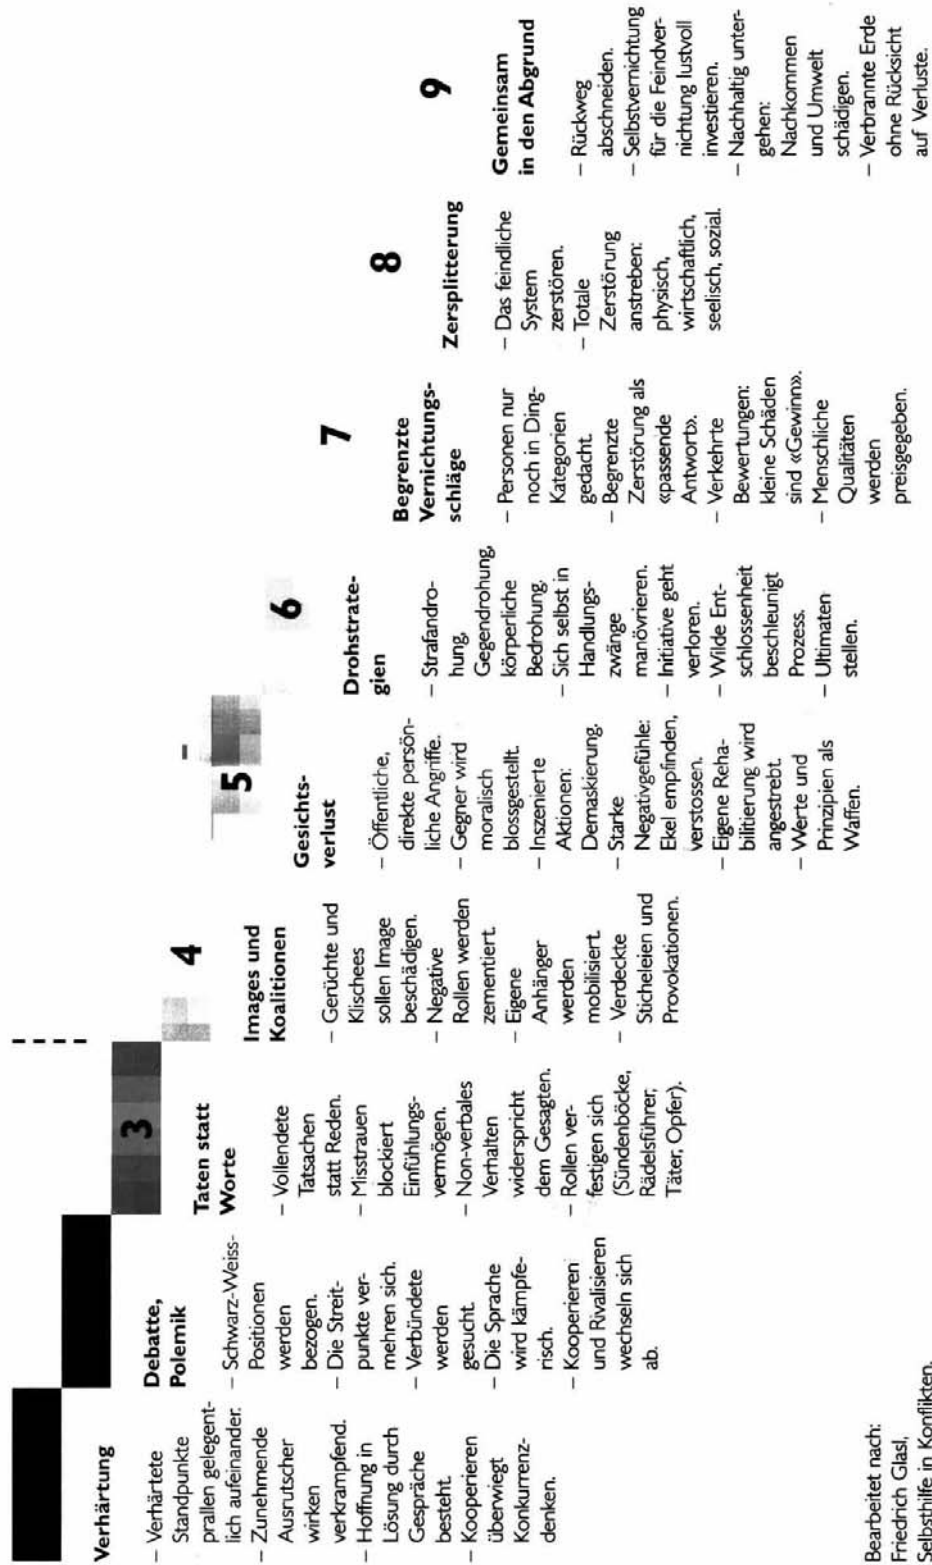 Verhärtung
– Verhärtete
Standpunkte
prallen gelegent-
lich aufeinander.
– Zunehmende
Ausrutscher
wirken
verkrampfend.
– Hoffnung in
Lösung durch
Gespräche
besteht.
– Kooperieren
überwiegt
Konkurrenz-
denken.
Debatte,
Polemik
– Schwarz-Weiss-
Positionen
werden
bezogen.
– Die Streit-
punkte ver-
mehren sich.
– Verbündete
werden
gesucht.
– Die Sprache
wird kämpfe-
risch.
– Kooperieren
und Rivalisieren
wechseln sich
ab.
3
Taten statt
Worte
– Vollendete
Tatsachen
statt Reden.
– Misstrauen
blockiert
Einfühlungs-
vermögen.
– Non-verbales
Verhalten
widerspricht
dem Gesagten.
– Rollen ver-
festigen sich
(Sündenböcke,
Rädelsführer,
Täter, Opfer).
4
Images und
Koalitionen
– Gerüchte und
Klischees
sollen Image
beschädigen.
– Negative
Rollen werden
zementiert.
– Eigene
Anhänger
werden
mobilisiert.
– Verdeckte
Sticheleien und
Provokationen.
5
Gesichts-
verlust
– Öffentliche,
direkte persön-
liche Angriffe.
– Gegner wird
moralisch
blossgestellt.
– Inszenierte
Aktionen:
Demaskierung.
– Starke
Negativgefühle:
Ekel empfinden,
verstossen.
– Eigene Reha-
bilitierung wird
angestrebt.
– Werte und
Prinzipien als
Waffen.
6
Drohstrate-
gien
– Strafandro-
hung,
Gegendrohung,
körperliche
Bedrohung.
– Sich selbst in
Handlungs-
zwänge
manövrieren.
– Initiative geht
verloren.
– Wilde Ent-
schlossenheit
beschleunigt
Prozess.
– Ultimaten
stellen.
7
Begrenzte
Vernichtungs-
schläge
– Personen nur
noch in Ding-
Kategorien
gedacht.
– Begrenzte
Zerstörung als
«passende
Antwort».
– Verkehrte
Bewertungen:
kleine Schäden
sind «Gewinn».
– Menschliche
Qualitäten
werden
preisgegeben.
8
Zersplitterung
– Das feindliche
System
zerstören.
– Totale
Zerstörung
anstreben:
physisch,
wirtschaftlich,
seelisch, sozial.
9
Gemeinsam
in den Abgrund
– Rückweg
abschneiden.
– Selbstvernichtung
für die Feindver-
nichtung lustvoll
investieren.
– Nachhaltig unter-
gehen:
Nachkommen
und Umwelt
schädigen.
– Verbrannte Erde
ohne Rücksicht
auf Verluste.
Bearbeitet nach:
Friedrich Glasl,
Selbsthilfe in Konflikten.